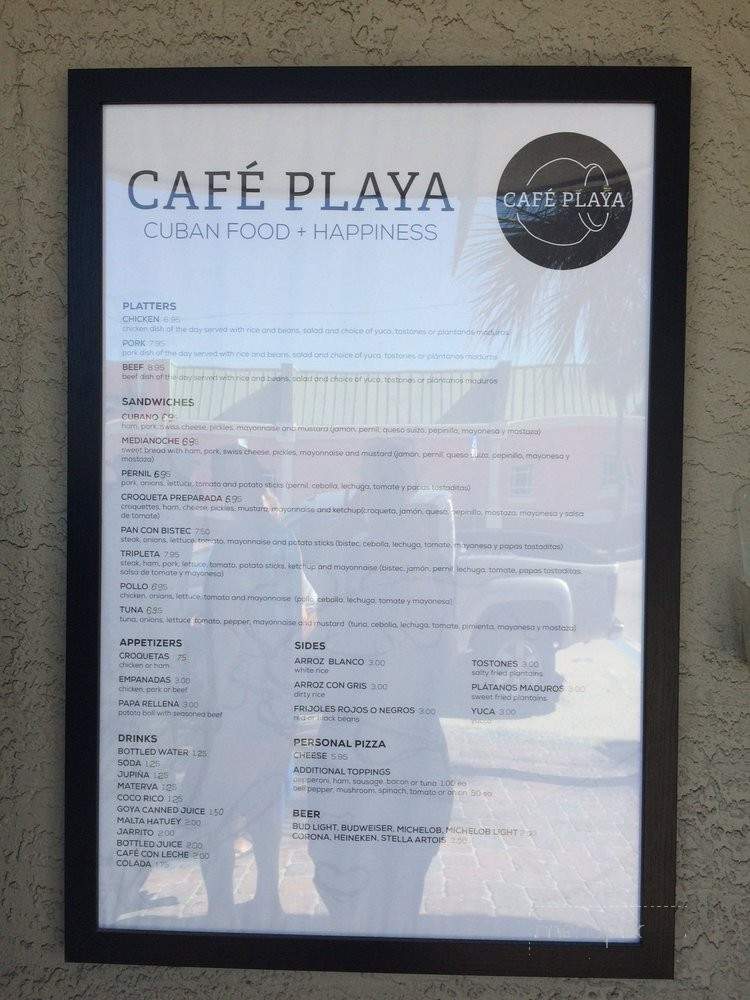 CAFÉ PLAYA
CUBAN FOOD + HAPPINESS
CAFÉ PLAYA
PLATTERS
CHICKEN 6.95
chicken dish of the day served with rice and beans, salad and choice of yuca, tostones or plantanos maduros
PORK 7.95
pork dish of the day served with rice and beans, salad and choice of yuca, tostones or plantanos maduros
BEEF 8.95
beef dish of the day served with rice and beans, salad and choice of yuca, tostones or plantanos maduros
SANDWICHES
CUBANO 6.95
ham, pork, swiss cheese, pickles, mayonnaise and mustard (jamón, pernil, queso suizo, pepinillo, mayonesa y mostaza)
MEDIANOCHE 6.95
sweet bread with ham, pork, swiss cheese, pickles, mayonnaise and mustard (jamón, pernil, queso suizo, pepinillo, mayonesa y
mostaza)
PERNIL 6.95
pork, onions, lettuce, tomato and potato sticks (pernil, cebolla, lechuga, tomate y papas tostaditas)
CROQUETA PREPARADA 6.95
croquettes, ham, cheese, pickles, mustard, mayonnaise and ketchup(croqueta, jamón, queso, pepinillo, mostaza, mayonesa y salsa
de tomate)
PAN CON BISTEC 7.50
steak, onions, lettuce, tomato, mayonnaise and potato sticks (bistec, cebolla, lechuga, tomate, mayonesa y papas tostaditas)
TRIPLETA 7.95
steak, ham, pork, lettuce, tomato, potato sticks, ketchup and mayonnaise (bistec, jamón, pernil, lechuga, tomate, papas tostaditas,
salsa de tomate y mayonesa)
POLLO 6.95
chicken, onions, lettuce, tomato and mayonnaise (pollo, cebolla, lechuga, tomate y mayonesa)
TUNA 6.95
tuna, onions, lettuce, tomato, pepper, mayonnaise and mustard (tuna, cebolla, lechuga, tomate, pimienta, mayonesa y mostaza)
APPETIZERS
CROQUETAS .75
chicken or ham
EMPANADAS 3.00
chicken, pork or beef
PAPA RELLENA 3.00
potato ball with seasoned beef
SIDES
ARROZ BLANCO 3.00
white rice
ARROZ CON GRIS 3.00
dirty rice
FRIJOLES ROJOS O NEGROS 3.00
red or black beans
TOSTONES 3.00
salty fried plantains
PLÁTANOS MADUROS 3.00
sweet fried plantains
YUCA 3.00
DRINKS
BOTTLED WATER 1.25
SODA 1.25
JUPIÑA 1.25
MATERVA 1.25
COCO RICO 1.25
GOYA CANNED JUICE 1.50
MALTA HATUEY 2.00
JARRITO 2.00
BOTTLED JUICE 2.00
CAFÉ CON LECHE 2.00
COLADA 1.75
PERSONAL PIZZA
CHEESE 5.95
ADDITIONAL TOPPINGS
pepperoni, ham, sausage, bacon or tuna 1.00 ea
bell pepper, mushroom, spinach, tomato or onion .50 ea
BEER
BUD LIGHT, BUDWEISER, MICHELOB, MICHELOB LIGHT
CORONA, HEINEKEN, STELLA ARTOIS